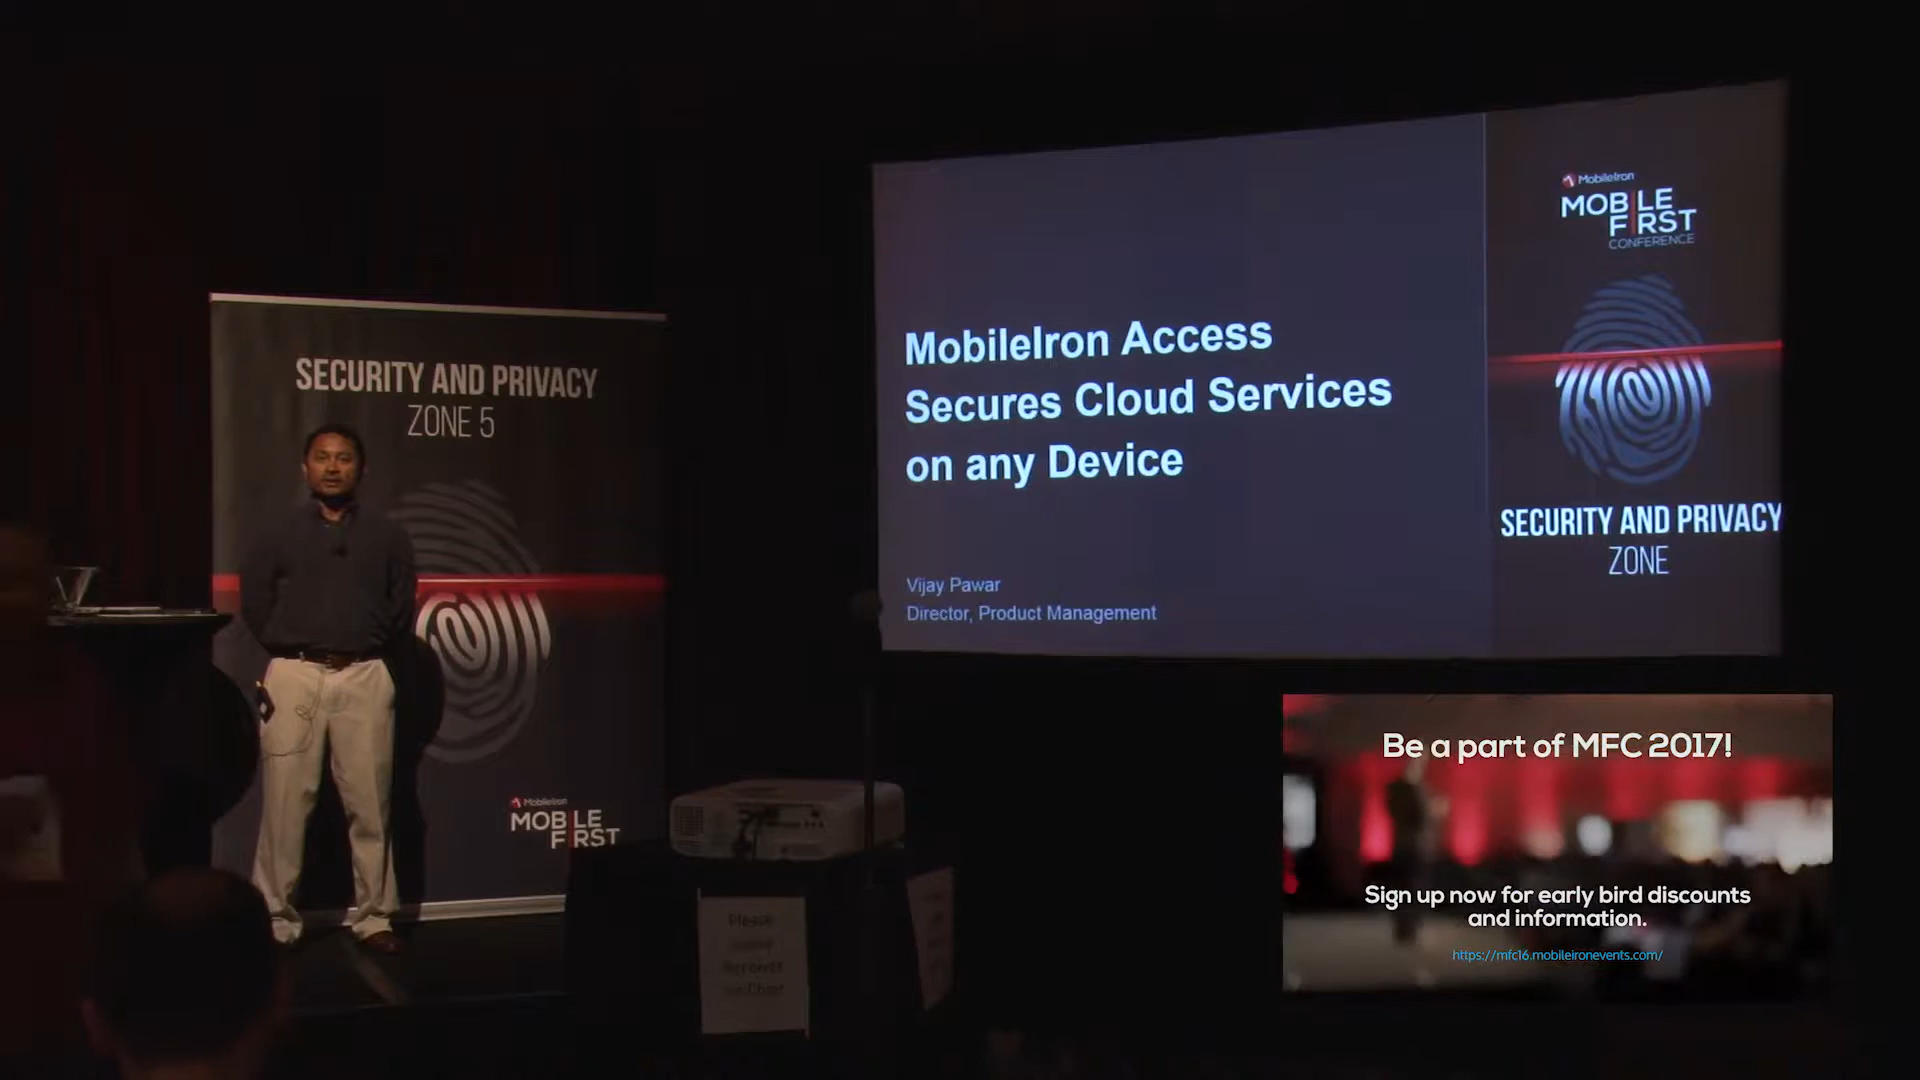 SECURITY AND PRIVACY
ZONE 5
MobileIron
MOBILE
FIRST
MobileIron Access
Secures Cloud Services
on any Device
Vijay Pawar
Director, Product Management
MobileIron
MOBILE
FIRST
CONFERENCE
SECURITY AND PRIVACY
ZONE
Please
Be a part of MFC 2017!
Sign up now for early bird discounts
and information.
https://mfc16.mobileironevents.com/